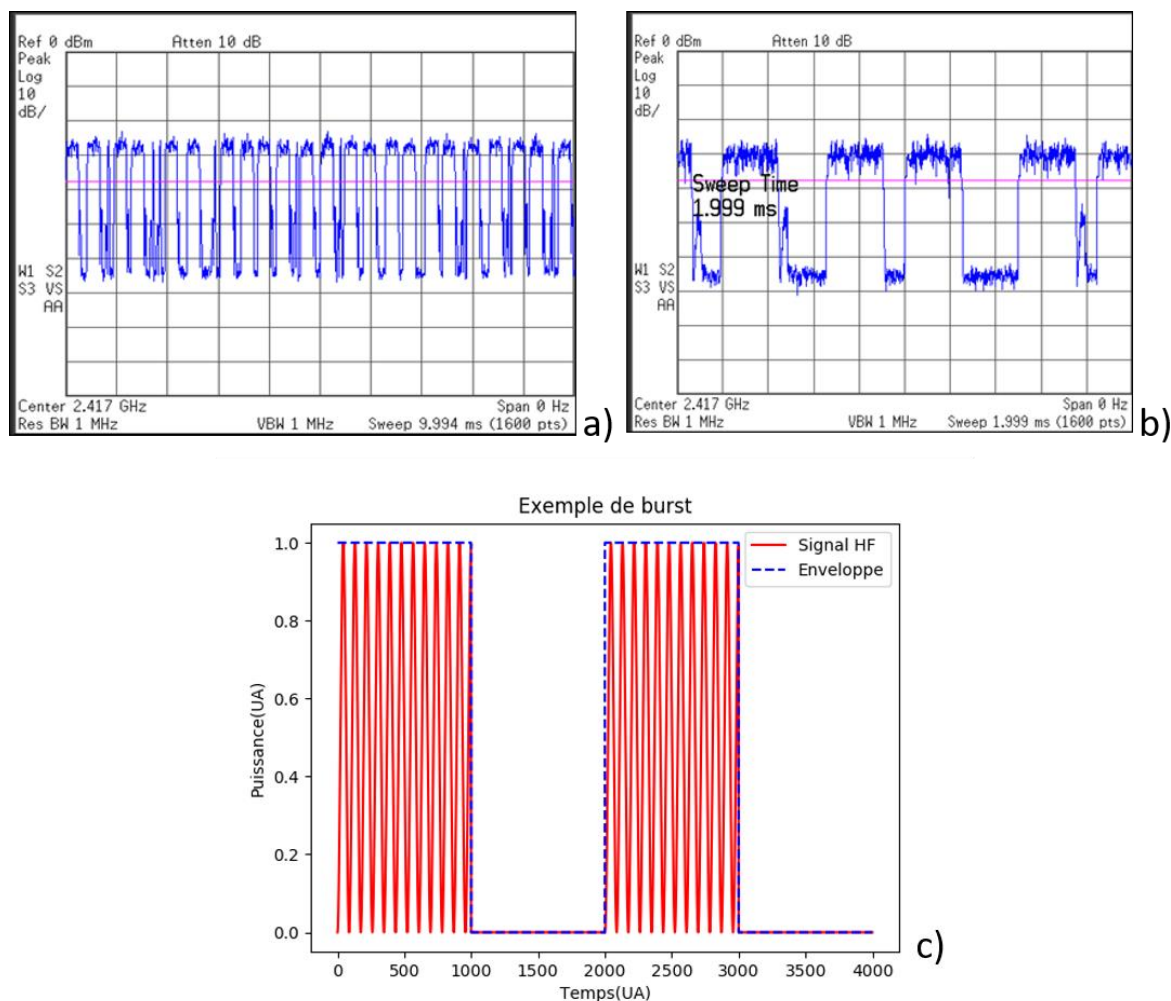 Ref 0 dBm Atten 10 dB
Peak
Log
10
dB/
W1 S2
S3 VS
AA
Center 2.417 GHz Span 0 Hz
Res BW 1 MHz VBW 1 MHz Sweep 9.994 ms (1600 pts)
a)
Ref 0 dBm Atten 10 dB
Peak
Log
10
dB/
Sweep Time
1.999 ms
W1 S2
S3 VS
AA
Center 2.417 GHz Span 0 Hz
Res BW 1 MHz VBW 1 MHz Sweep 1.999 ms (1600 pts)
b)
Exemple de burst
Signal HF
Enveloppe
1.0
0.8
0.6
0.4
0.2
0.0
Puissance(UA)
0 500 1000 1500 2000 2500 3000 3500 4000
Temps(UA)
c)